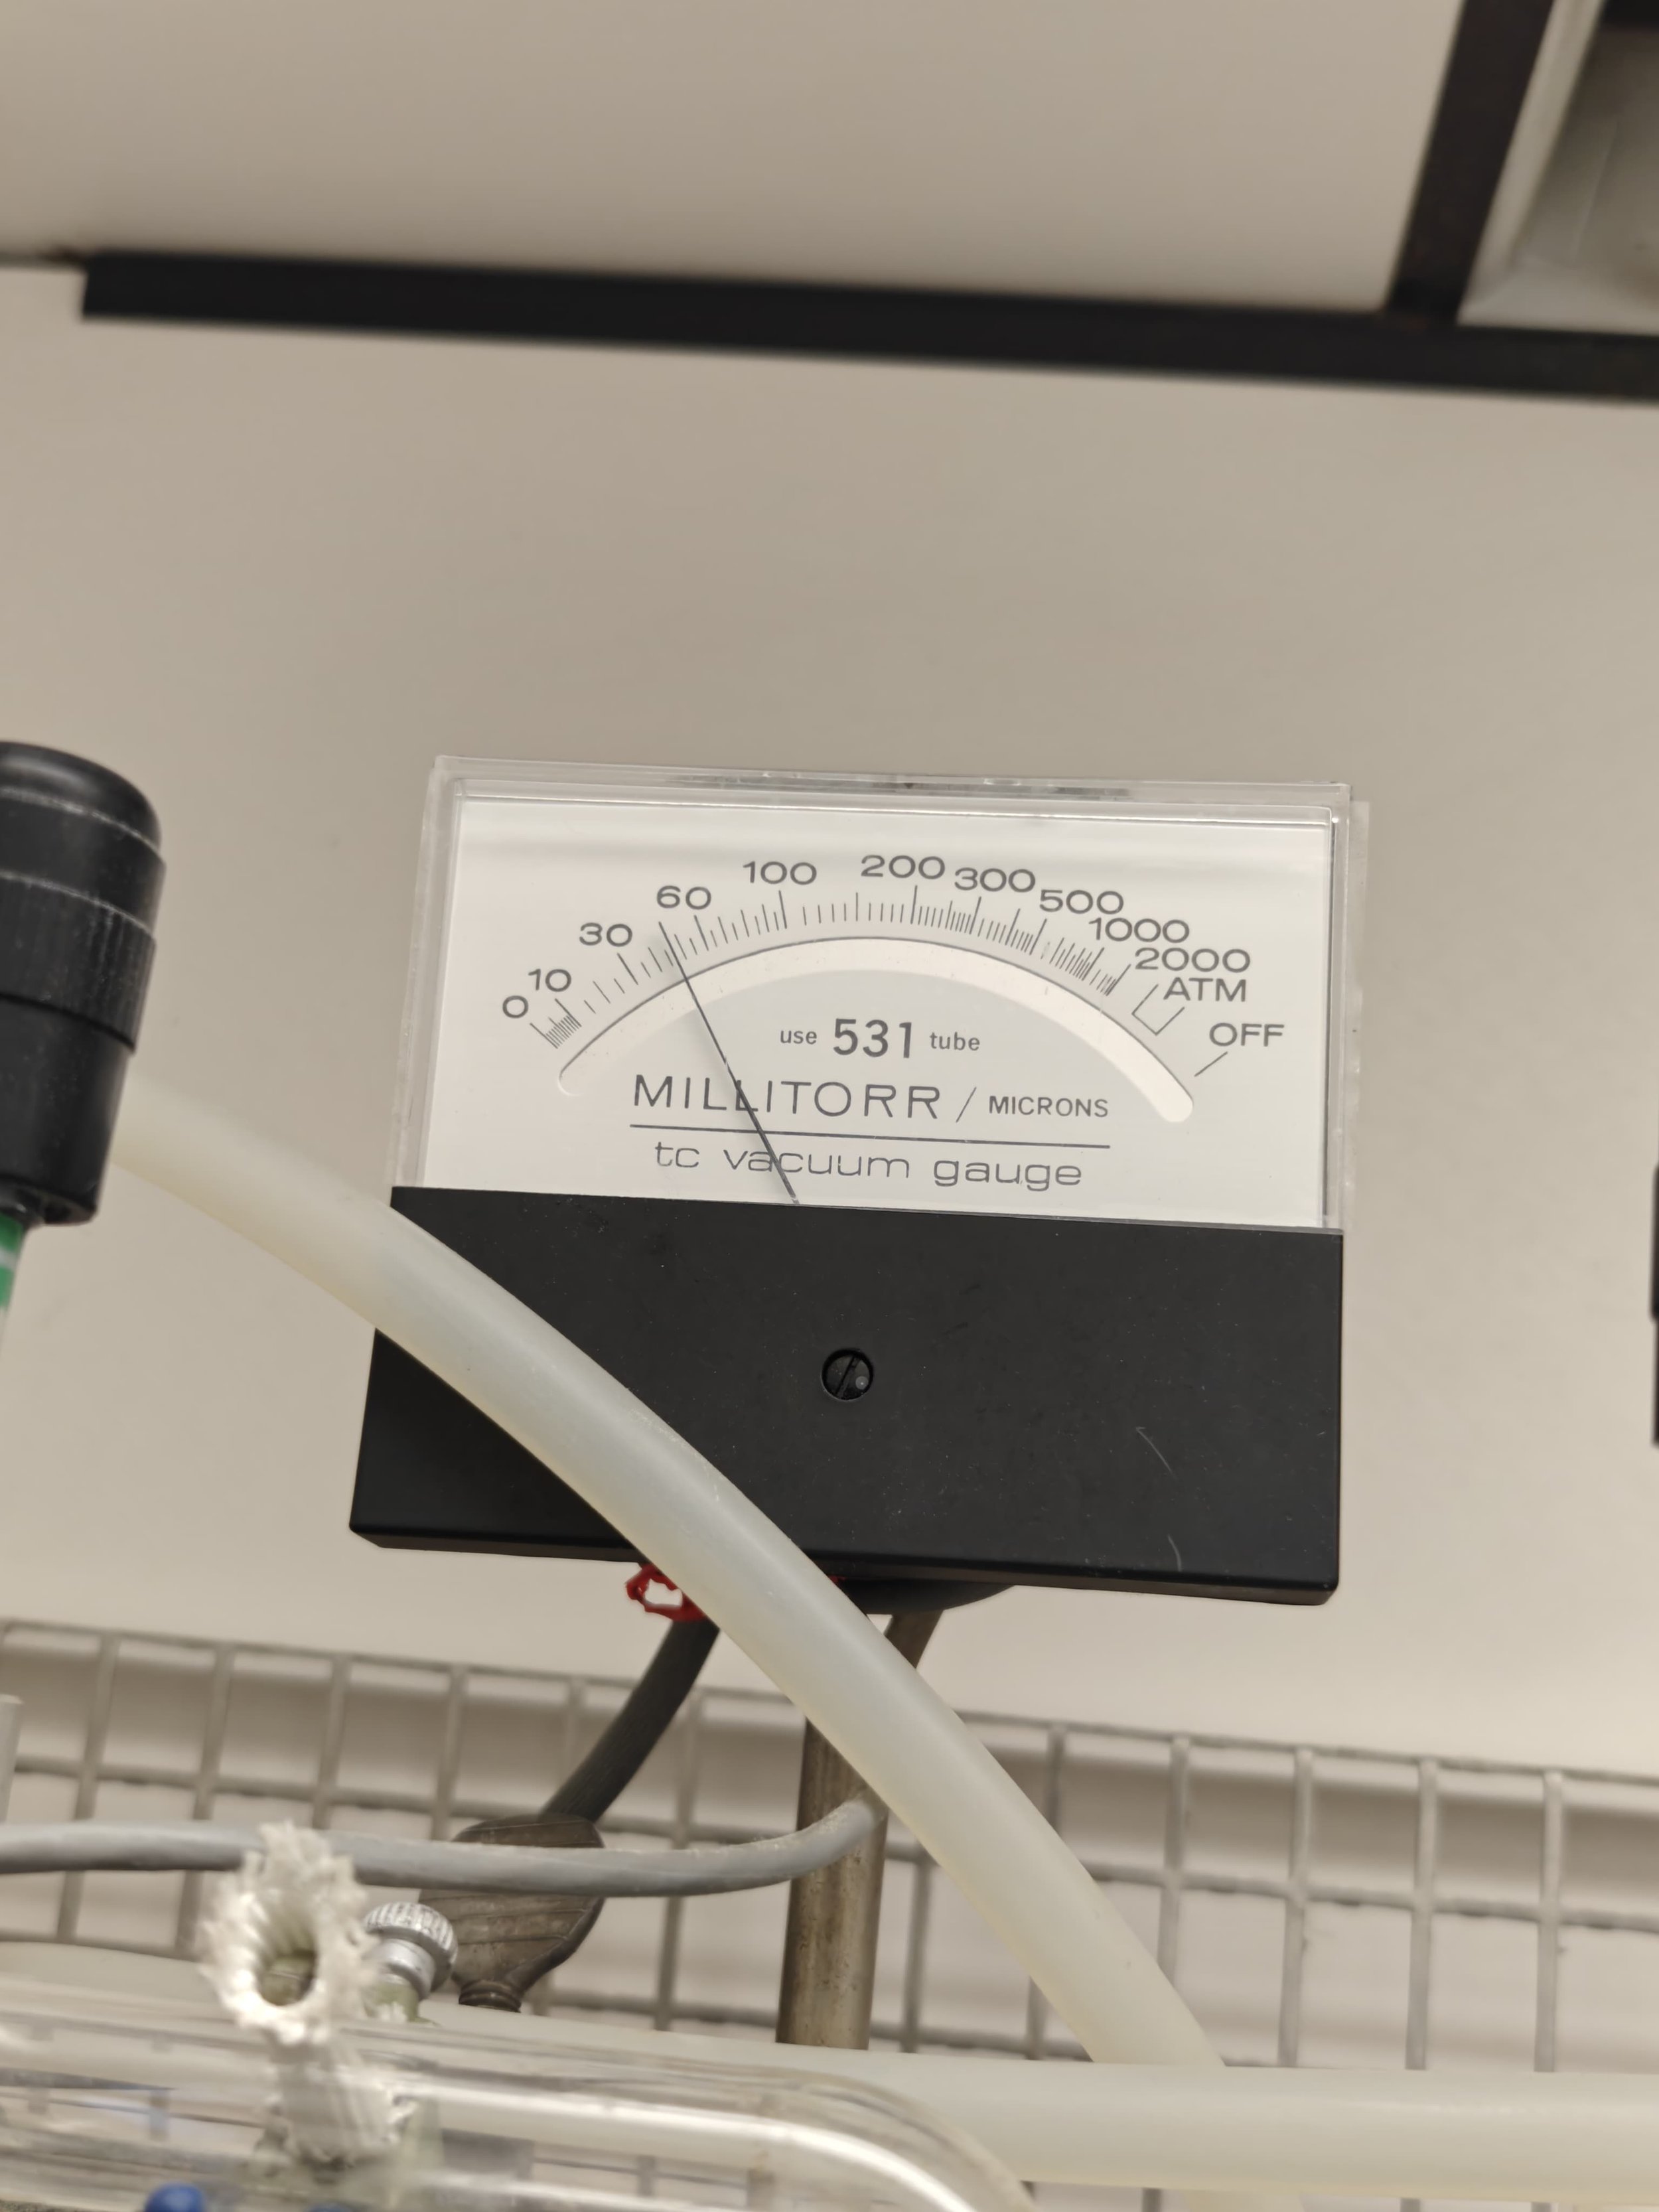 0 10 30 60 100 200 300 500 1000 2000 ATM OFF
use 531 tube
MILLITORR / MICRONS
tc vacuum gauge